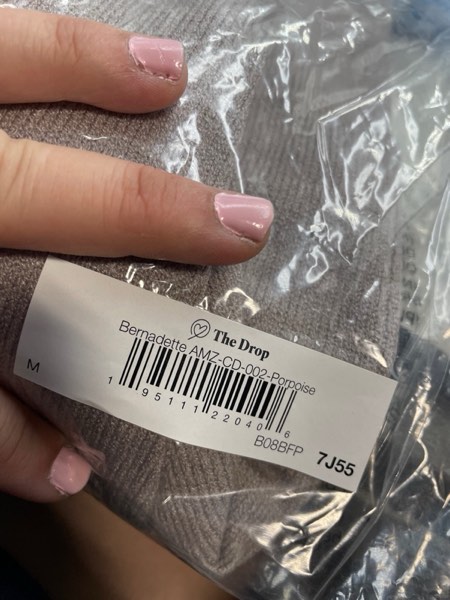 The Drop
Bernadette AMZ-CD-002-Porpoise
M
1 95111 22040 6
B08BFP
7J55